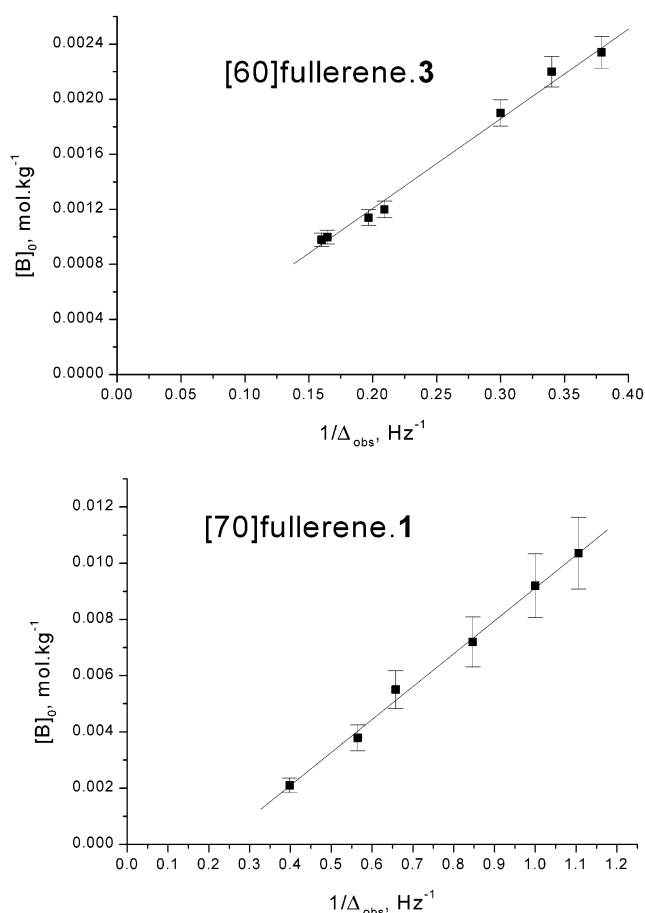 [60]fullerene.3
0.0024
0.0020
0.0016
0.0012
0.0008
0.0004
0.0000
[B]0, mol.kg-1
0.00 0.05 0.10 0.15 0.20 0.25 0.30 0.35 0.40
1/Δobs, Hz-1
[70]fullerene.1
0.012
0.010
0.008
0.006
0.004
0.002
0.000
[B]0, mol.kg-1
0.0 0.1 0.2 0.3 0.4 0.5 0.6 0.7 0.8 0.9 1.0 1.1 1.2
1/Δobs, Hz-1